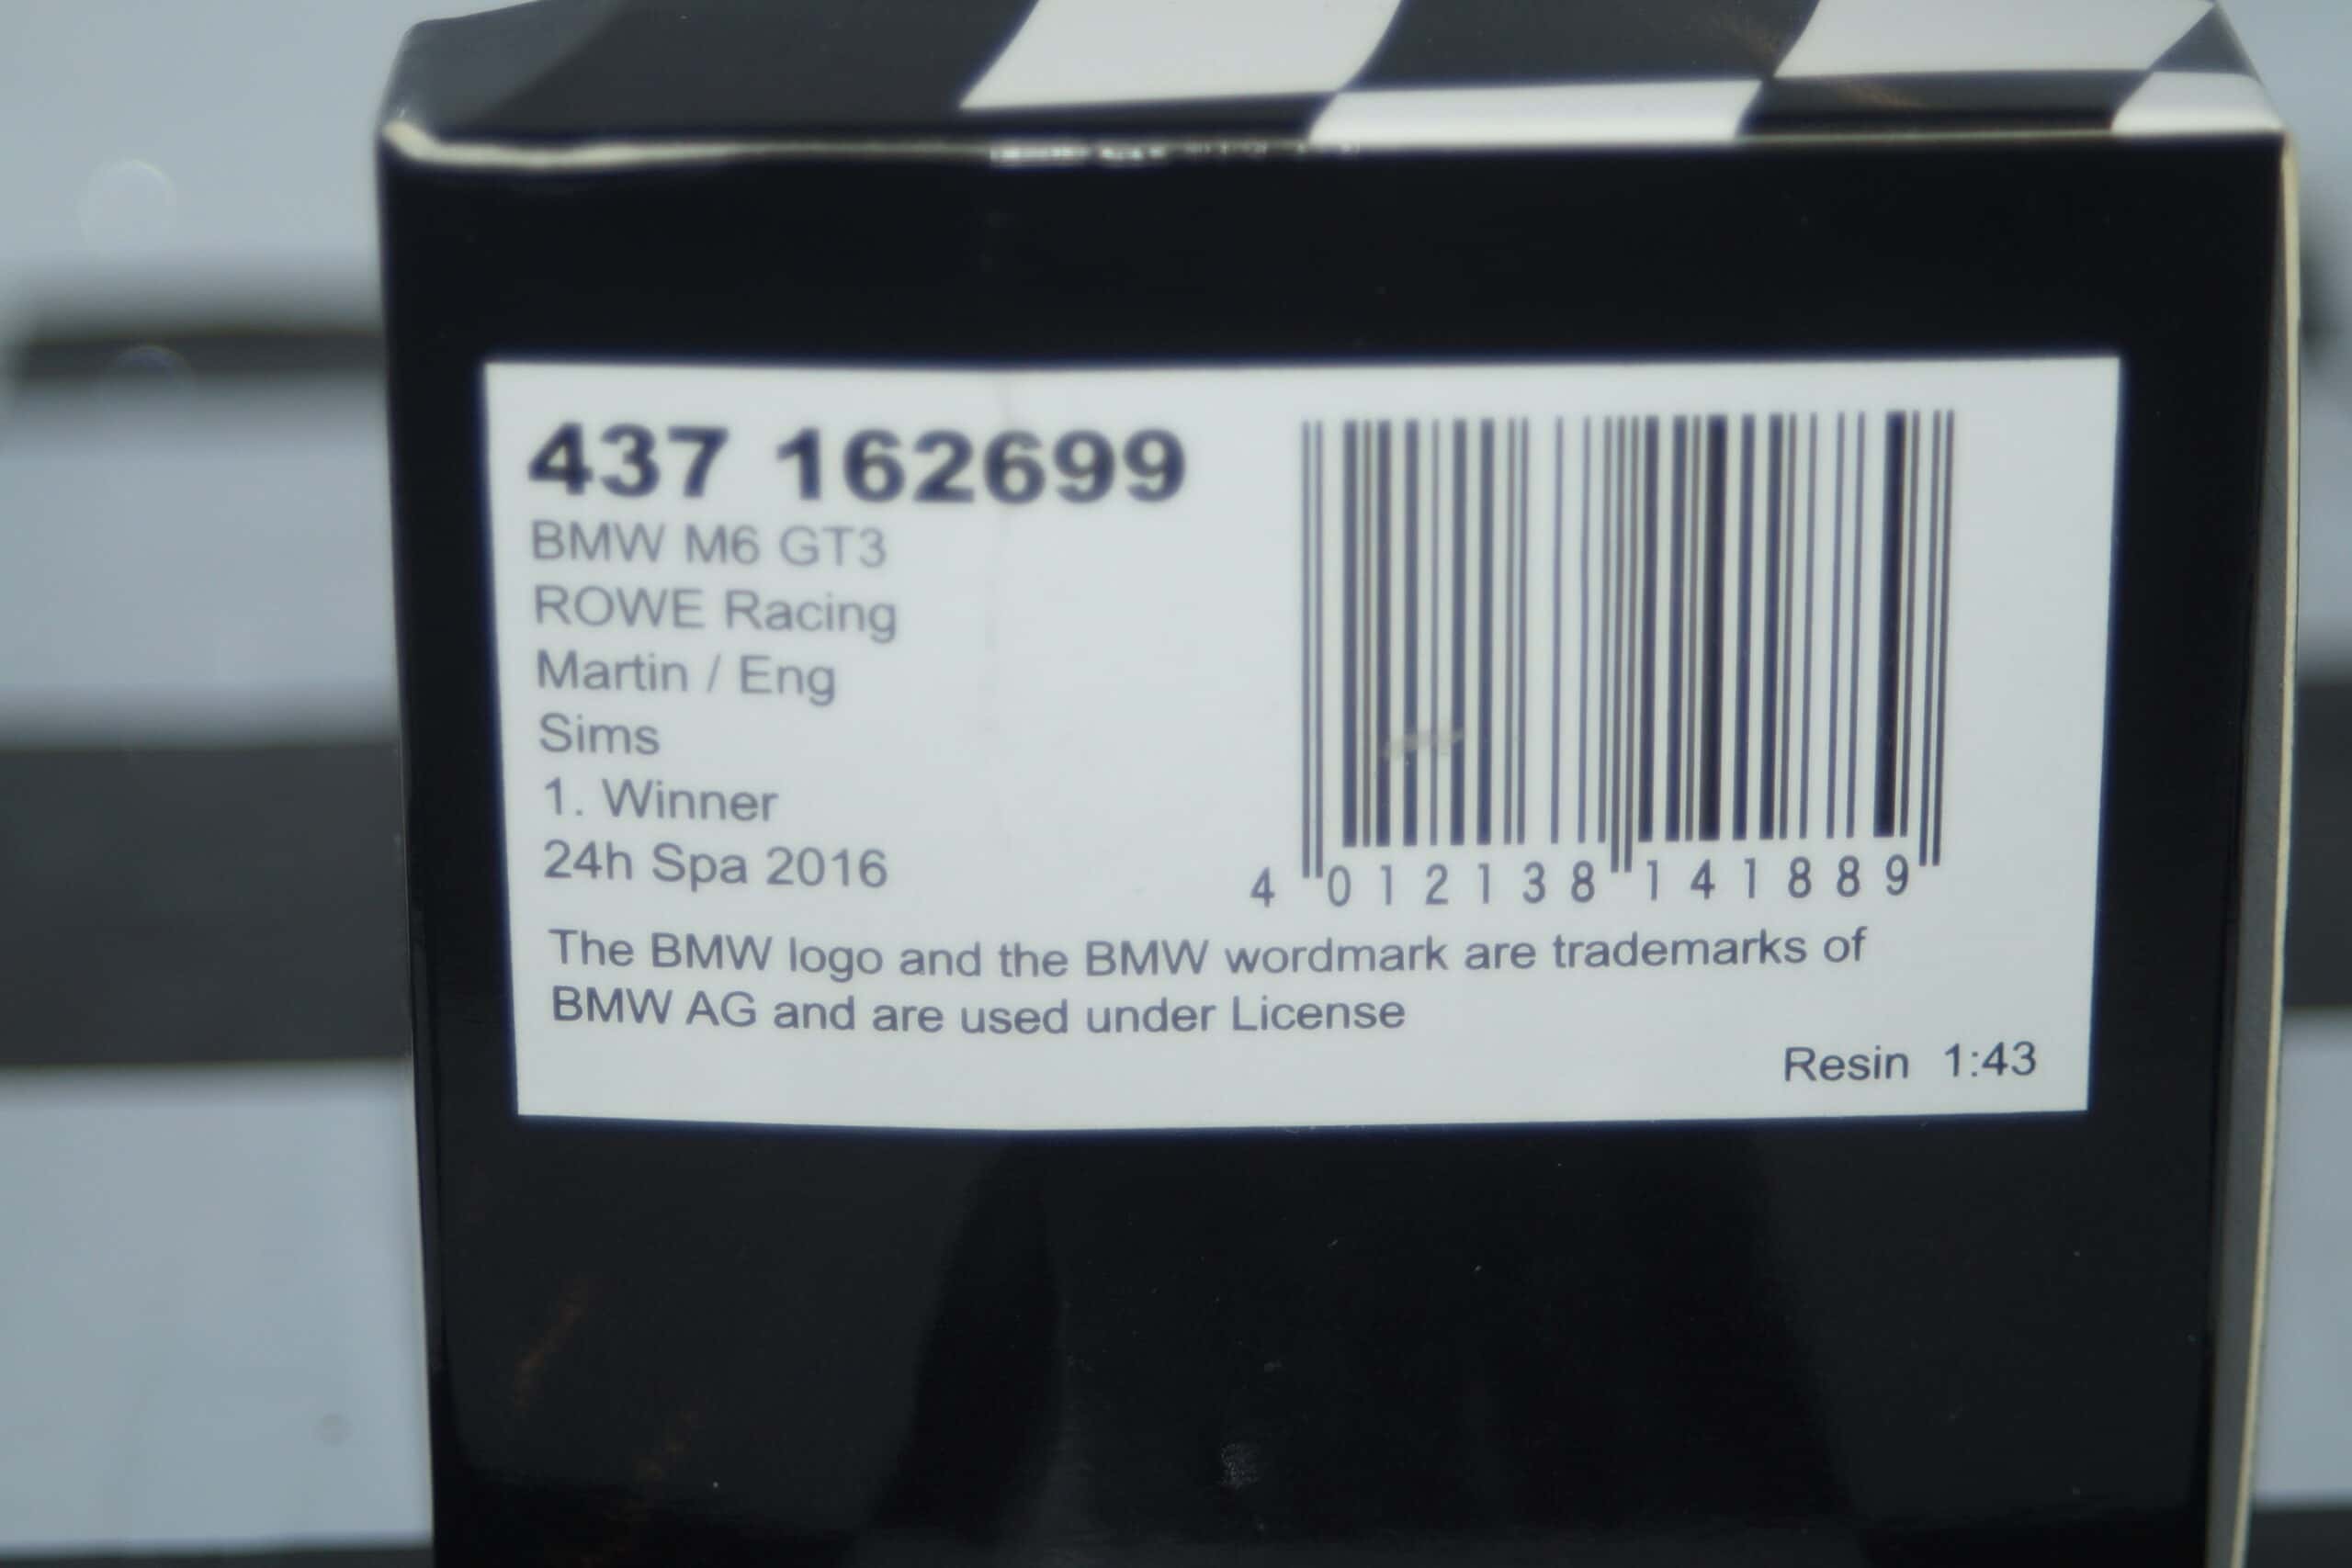 437 162699
BMW M6 GT3
ROWE Racing
Martin / Eng
Sims
1. Winner
24h Spa 2016
4 012138 141889
The BMW logo and the BMW wordmark are trademarks of
BMW AG and are used under License
Resin 1:43